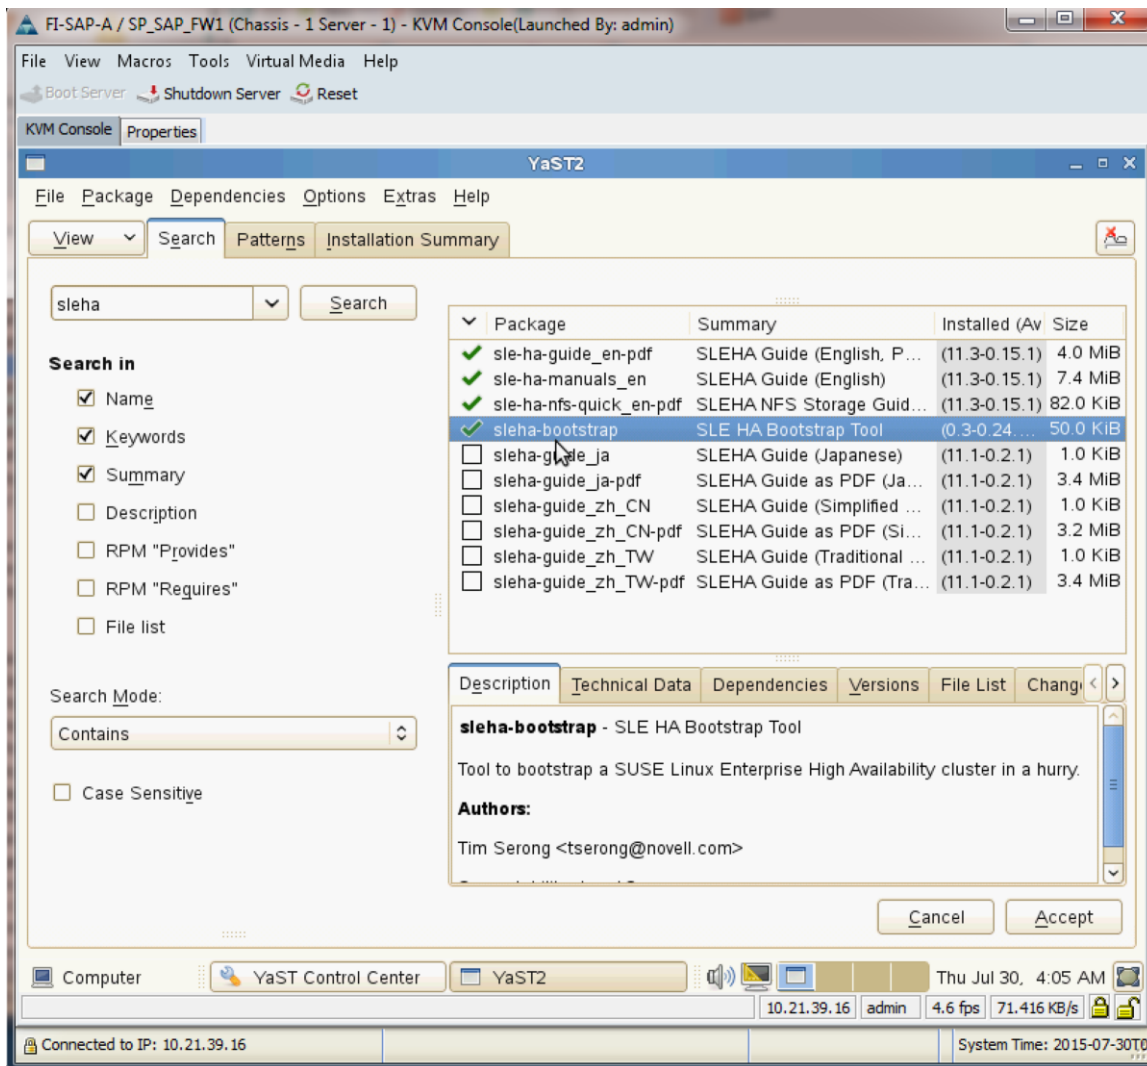 FI-SAP-A / SP_SAP_FW1 (Chassis - 1 Server - 1) - KVM Console(Launched By: admin)
File View Macros Tools Virtual Media Help
Boot Server Shutdown Server Reset
KVM Console Properties
YaST2
File Package Dependencies Options Extras Help
View Search Patterns Installation Summary
sleha Search
Package Summary Installed (Av Size
sle-ha-guide_en-pdf SLEHA Guide (English, P... (11.3-0.15.1) 4.0 MiB
sle-ha-manuals_en SLEHA Guide (English) (11.3-0.15.1) 7.4 MiB
sle-ha-nfs-quick_en-pdf SLEHA NFS Storage Guid... (11.3-0.15.1) 82.0 KiB
sleha-bootstrap SLE HA Bootstrap Tool (0.3-0.24.... 50.0 KiB
sleha-guide_ja SLEHA Guide (Japanese) (11.1-0.2.1) 1.0 KiB
sleha-guide_ja-pdf SLEHA Guide as PDF (Ja... (11.1-0.2.1) 3.4 MiB
sleha-guide_zh_CN SLEHA Guide (Simplified ... (11.1-0.2.1) 1.0 KiB
sleha-guide_zh_CN-pdf SLEHA Guide as PDF (Si... (11.1-0.2.1) 3.2 MiB
sleha-guide_zh_TW SLEHA Guide (Traditional ... (11.1-0.2.1) 1.0 KiB
sleha-guide_zh_TW-pdf SLEHA Guide as PDF (Tra... (11.1-0.2.1) 3.4 MiB
Search in
Name
Keywords
Summary
Description
RPM "Provides"
RPM "Requires"
File list
Search Mode:
Contains
Case Sensitive
Description Technical Data Dependencies Versions File List Chang
sleha-bootstrap - SLE HA Bootstrap Tool
Tool to bootstrap a SUSE Linux Enterprise High Availability cluster in a hurry.
Authors:
Tim Serong <tserong@novell.com>
Cancel Accept
Computer YaST Control Center YaST2 Thu Jul 30, 4:05 AM
10.21.39.16 admin 4.6 fps 71.416 KB/s
Connected to IP: 10.21.39.16 System Time: 2015-07-30T0